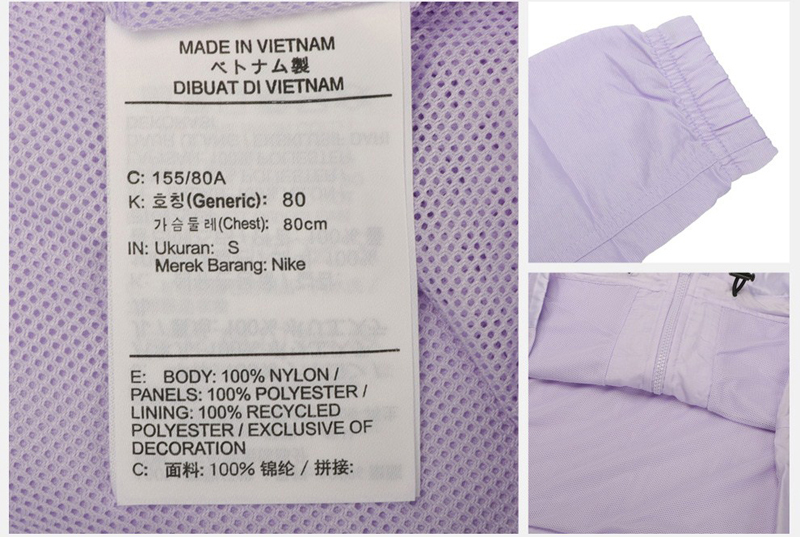 MADE IN VIETNAM
ベトナム製
DIBUAT DI VIETNAM
C: 155/80A
K: 호칭(Generic): 80
가슴둘레(Chest): 80cm
IN: Ukuran: S
Merek Barang: Nike
E: BODY: 100% NYLON /
PANELS: 100% POLYESTER /
LINING: 100% RECYCLED
POLYESTER / EXCLUSIVE OF
DECORATION
C: 面料: 100% 锦纶 / 拼接: